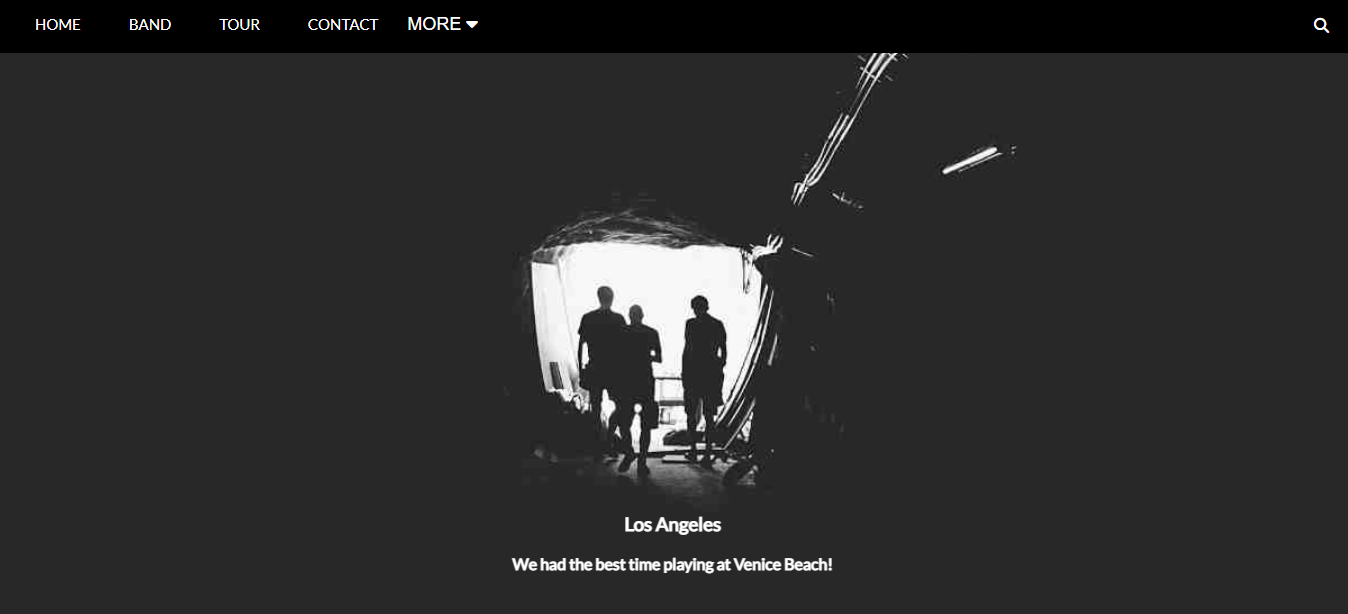 HOME BAND TOUR CONTACT MORE
Los Angeles
We had the best time playing at Venice Beach!